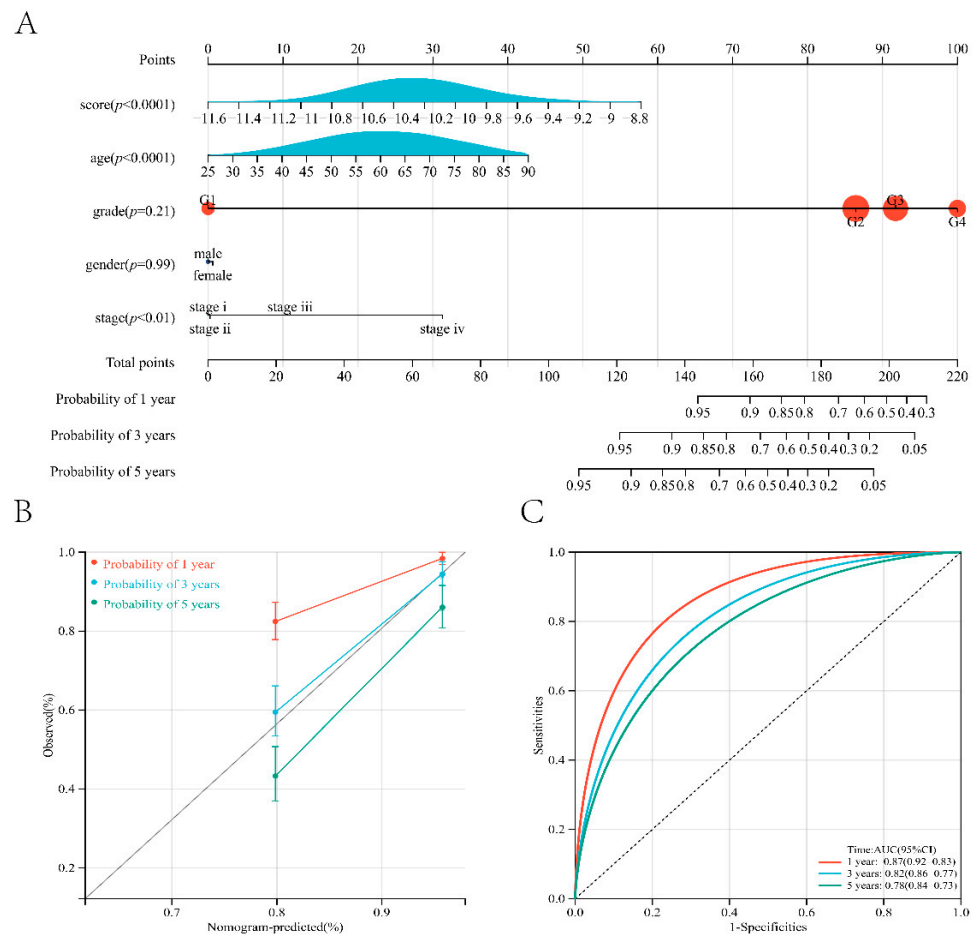 A
Points
0 10 20 30 40 50 60 70 80 90 100
score(p<0.0001)
−11.6 −11.4 −11.2 −11 −10.8 −10.6 −10.4 −10.2 −10 −9.8 −9.6 −9.4 −9.2 −9 −8.8
age(p<0.0001)
25 30 35 40 45 50 55 60 65 70 75 80 85 90
G1 G3
grade(p=0.21)
G2 G4
male
gender(p=0.99)
female
stage i stage iii
stage(p<0.01)
stage ii stage iv
Total points
0 20 40 60 80 100 120 140 160 180 200 220
Probability of 1 year
0.95 0.9 0.85 0.8 0.7 0.6 0.5 0.4 0.3
Probability of 3 years
0.95 0.9 0.85 0.8 0.7 0.6 0.5 0.4 0.3 0.2 0.05
Probability of 5 years
0.95 0.9 0.85 0.8 0.7 0.6 0.5 0.4 0.3 0.2 0.05
B
1.0
Probability of 1 year
Probability of 3 years
Probability of 5 years
0.8
0.6
Observed(%)
0.4
0.2
0.7 0.8 0.9
Nomogram-predicted(%)
C
1.0
0.8
0.6
Sensitivities
0.4
0.2
0.0
Time:AUC(95%CI)
1 year: 0.87(0.92 0.83)
3 years: 0.82(0.86 0.77)
5 years: 0.78(0.84 0.73)
0.0 0.2 0.4 0.6 0.8 1.0
1-Specificities